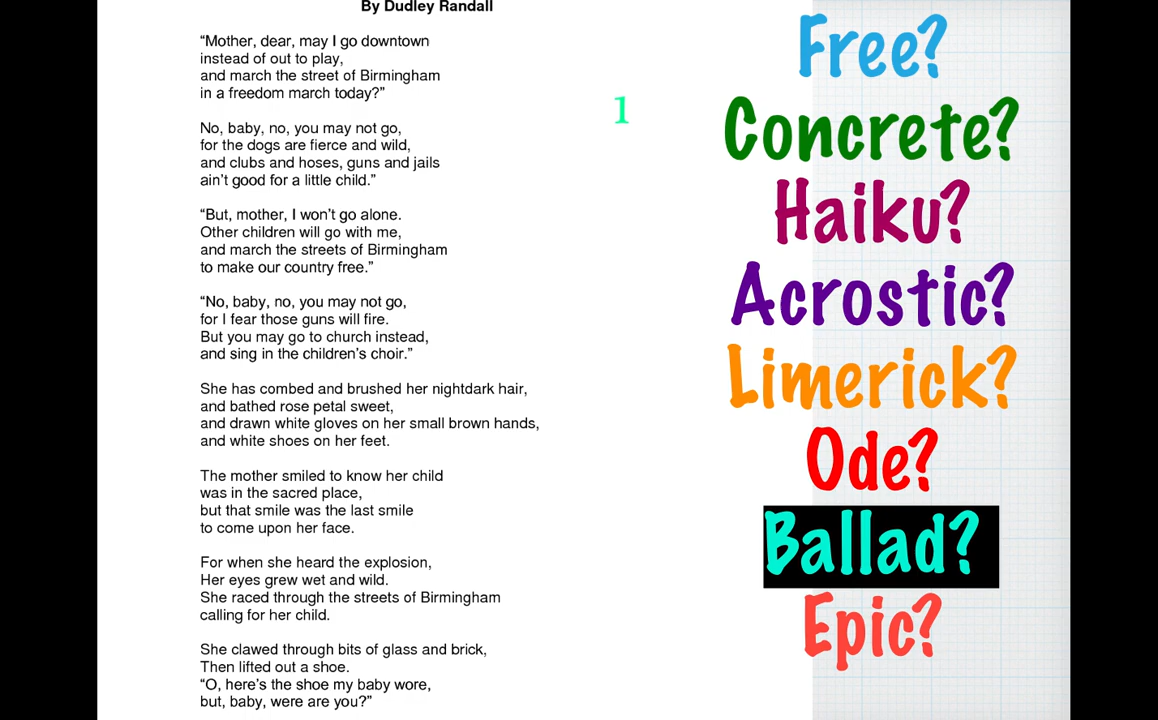 By Dudley Randall
“Mother, dear, may I go downtown
instead of out to play,
and march the street of Birmingham
in a freedom march today?”
No, baby, no, you may not go,
for the dogs are fierce and wild,
and clubs and hoses, guns and jails
ain’t good for a little child.”
“But, mother, I won’t go alone.
Other children will go with me,
and march the streets of Birmingham
to make our country free.”
“No, baby, no, you may not go,
for I fear those guns will fire.
But you may go to church instead,
and sing in the children’s choir.”
She has combed and brushed her nightdark hair,
and bathed rose petal sweet,
and drawn white gloves on her small brown hands,
and white shoes on her feet.
The mother smiled to know her child
was in the sacred place,
but that smile was the last smile
to come upon her face.
For when she heard the explosion,
Her eyes grew wet and wild.
She raced through the streets of Birmingham
calling for her child.
She clawed through bits of glass and brick,
Then lifted out a shoe.
“O, here’s the shoe my baby wore,
but, baby, were are you?”
1
Free?
Concrete?
Haiku?
Acrostic?
Limerick?
Ode?
Ballad?
Epic?